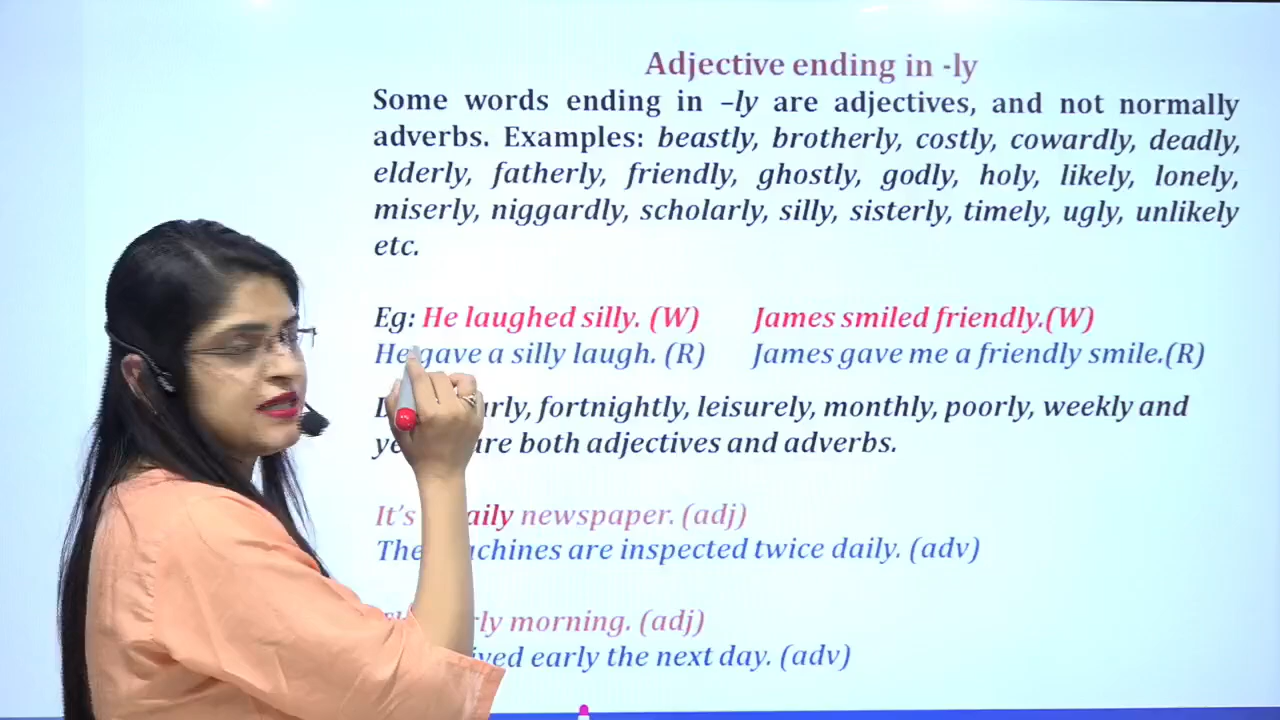 Adjective ending in -ly
Some words ending in –ly are adjectives, and not normally
adverbs. Examples: beastly, brotherly, costly, cowardly, deadly,
elderly, fatherly, friendly, ghostly, godly, holy, likely, lonely,
miserly, niggardly, scholarly, silly, sisterly, timely, ugly, unlikely
etc.
Eg: He laughed silly. (W) James smiled friendly.(W)
He gave a silly laugh. (R) James gave me a friendly smile.(R)
fortnightly, leisurely, monthly, poorly, weekly and
are both adjectives and adverbs.
It's daily newspaper. (adj)
The machines are inspected twice daily. (adv)
morning. (adj)
early the next day. (adv)